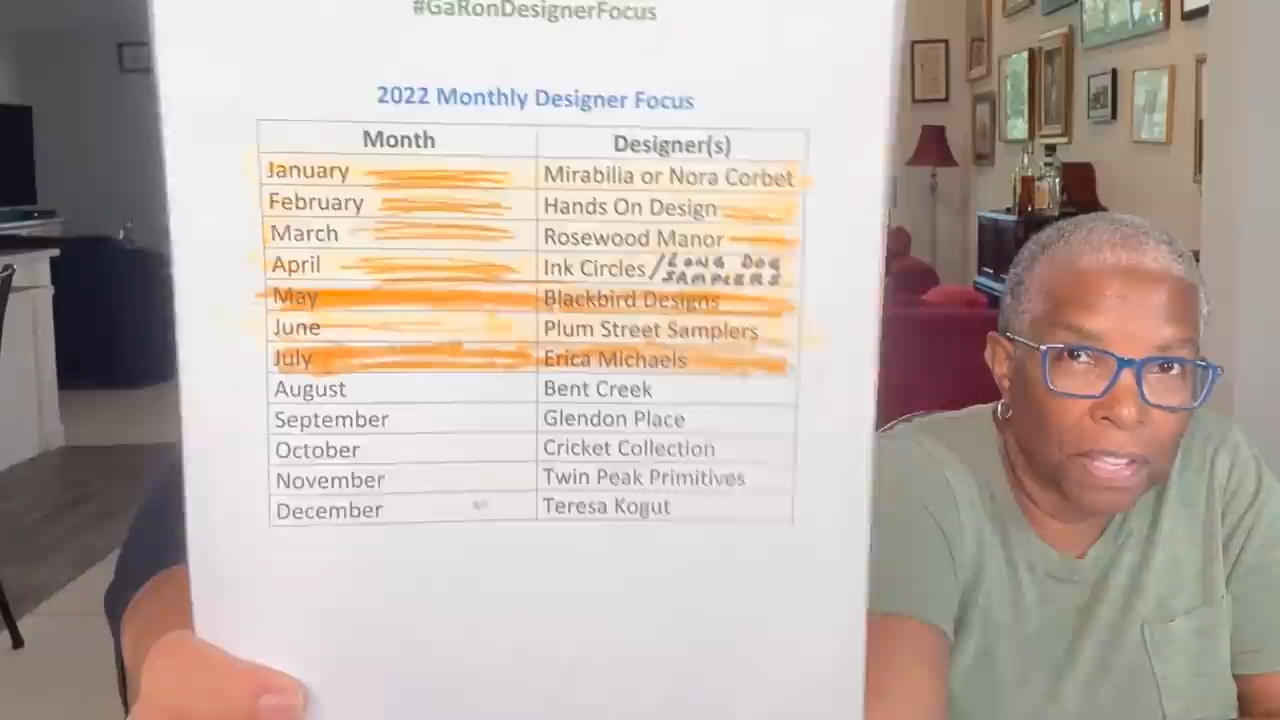 #GaRonDesignerFocus
2022 Monthly Designer Focus
Month Designer(s)
January Mirabilia or Nora Corbet
February Hands On Design
March Rosewood Manor
April Ink Circles/LONG DOG SAMPLERS
May Blackbird Designs
June Plum Street Samplers
July Erica Michaels
August Bent Creek
September Glendon Place
October Cricket Collection
November Twin Peak Primitives
December Teresa Kogut